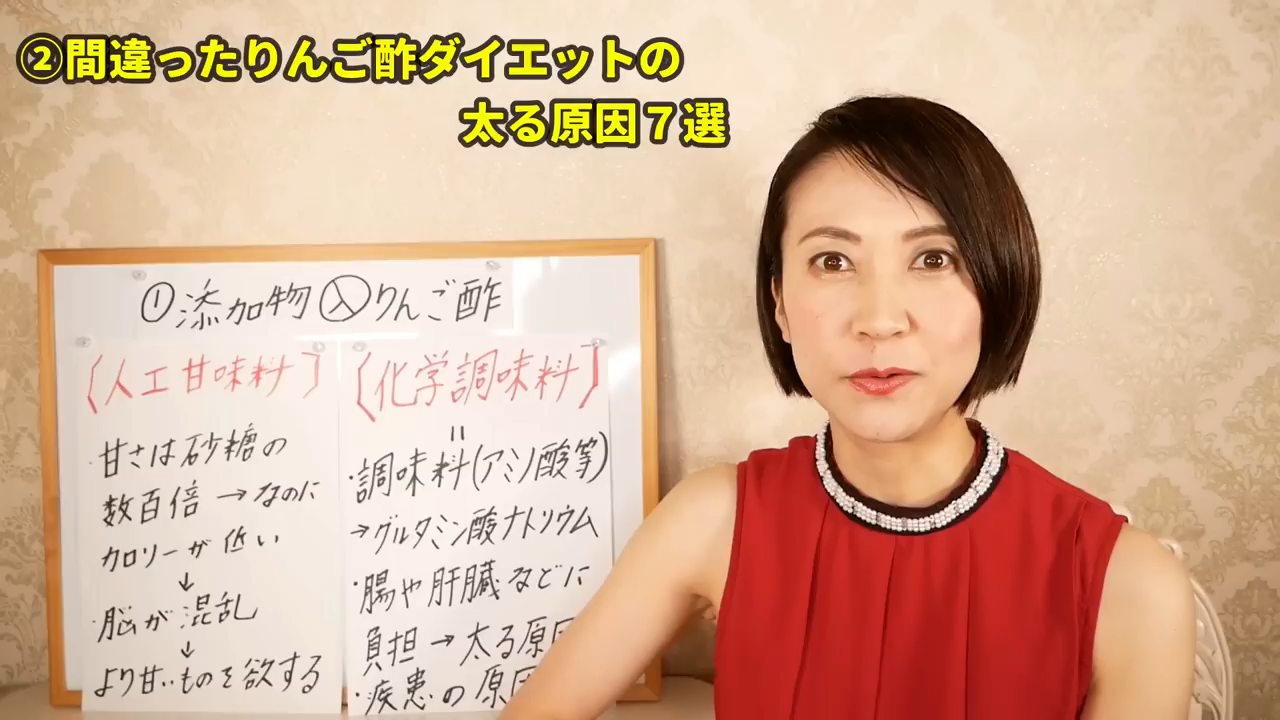 ②間違ったりんご酢ダイエットの
太る原因７選
①添加物㊅りんご酢
〔人工甘味料〕
・甘さは砂糖の
数百倍→なのに
カロリーが低い
↓
・脳が混乱
↓
より甘いものを欲する
〔化学調味料〕
=
・調味料(アミノ酸等)
→グルタミン酸ナトリウム
・腸や肝臓などに
負担→太る原因
・疾患の原因